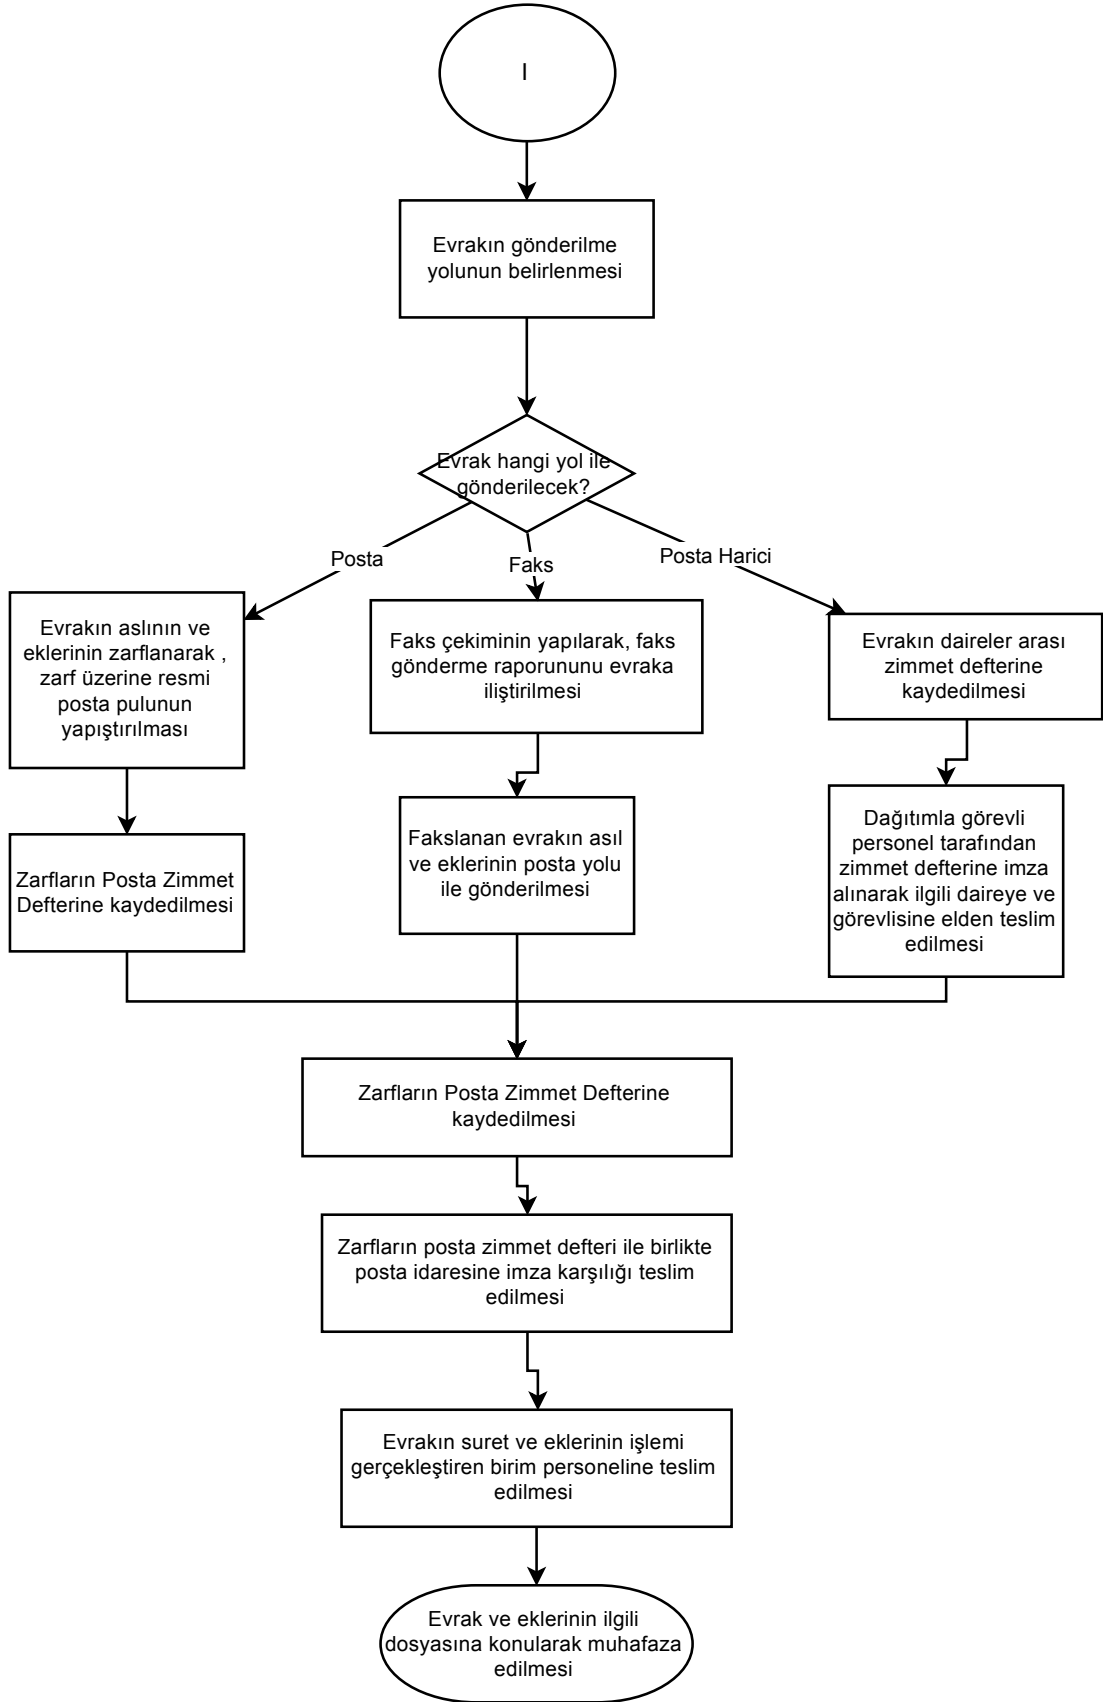 I
Evrakın gönderilme
yolunun belirlenmesi
Evrak hangi yol ile
gönderilecek?
Posta
Faks
Posta Harici
Evrakın aslının ve
eklerinin zarflanarak ,
zarf üzerine resmi
posta pulunun
yapıştırılması
Faks çekiminin yapılarak, faks
gönderme raporununu evraka
iliştirilmesi
Evrakın daireler arası
zimmet defterine
kaydedilmesi
Zarfların Posta Zimmet
Defterine kaydedilmesi
Fakslanan evrakın asıl
ve eklerinin posta yolu
ile gönderilmesi
Dağıtımla görevli
personel tarafından
zimmet defterine imza
alınarak ilgili daireye ve
görevlisine elden teslim
edilmesi
Zarfların Posta Zimmet Defterine
kaydedilmesi
Zarfların posta zimmet defteri ile birlikte
posta idaresine imza karşılığı teslim
edilmesi
Evrakın suret ve eklerinin işlemi
gerçekleştiren birim personeline teslim
edilmesi
Evrak ve eklerinin ilgili
dosyasına konularak muhafaza
edilmesi